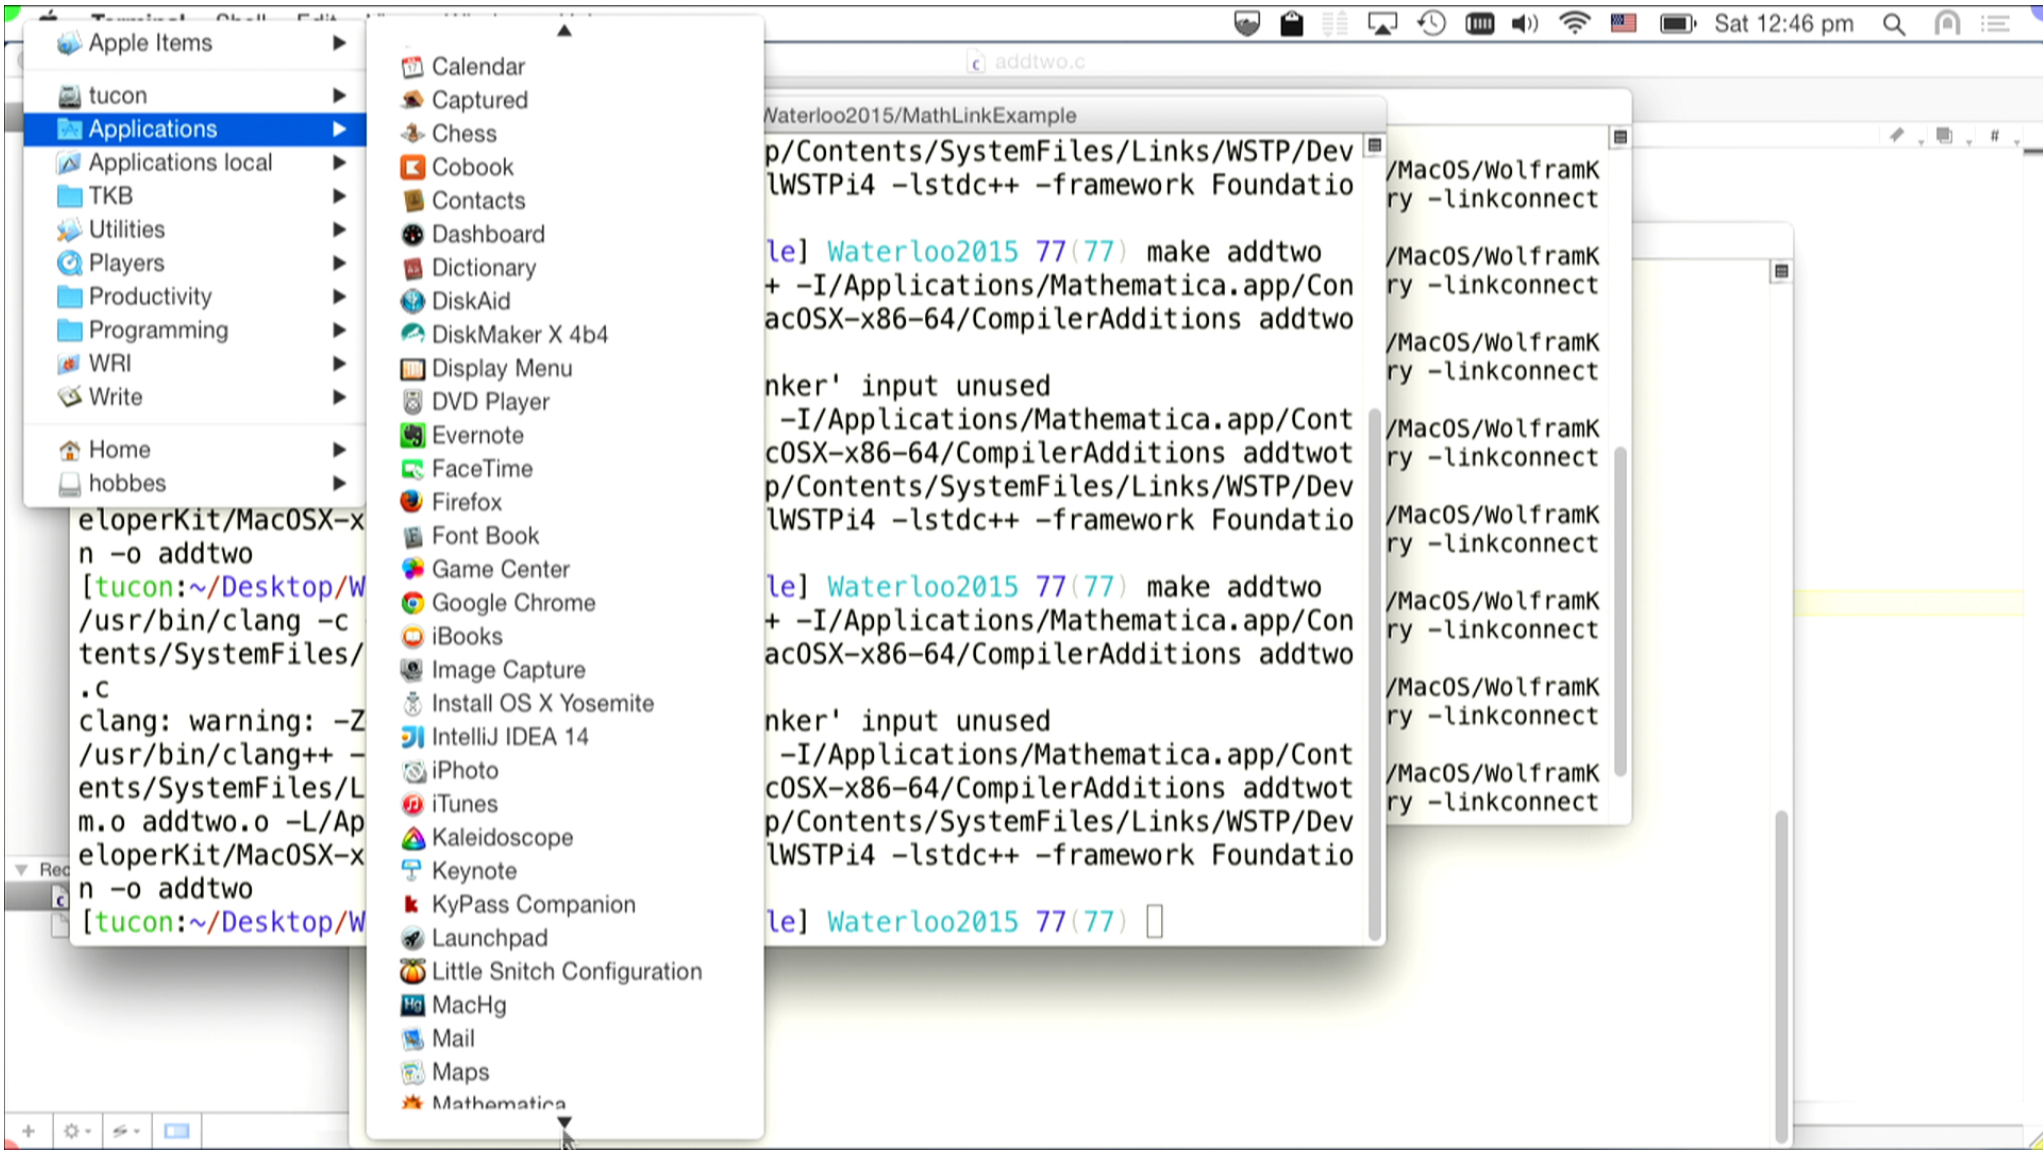 Terminal Shell Edit
Sat 12:46 pm
addtwo.c
Apple Items
tucon
Applications
Applications local
TKB
Utilities
Players
Productivity
Programming
WRI
Write
Home
hobbes
Calendar
17
Captured
Chess
Cobook
Contacts
Dashboard
Dictionary
DiskAid
DiskMaker X 4b4
Display Menu
DVD Player
Evernote
FaceTime
Firefox
Font Book
Game Center
Google Chrome
iBooks
Image Capture
Install OS X Yosemite
IntelliJ IDEA 14
iPhoto
iTunes
Kaleidoscope
Keynote
KyPass Companion
Launchpad
Little Snitch Configuration
Hg MacHg
Mail
Maps
Mathematica
Waterloo2015/MathLinkExample
p/Contents/SystemFiles/Links/WSTP/Dev
lWSTPi4 -lstdc++ -framework Foundatio
le] Waterloo2015 77(77) make addtwo
+ -I/Applications/Mathematica.app/Con
acOSX-x86-64/CompilerAdditions addtwo
nker' input unused
-I/Applications/Mathematica.app/Cont
cOSX-x86-64/CompilerAdditions addtwot
p/Contents/SystemFiles/Links/WSTP/Dev
eloperKit/MacOSX-x lWSTPi4 -lstdc++ -framework Foundatio
n -o addtwo
[tucon:~/Desktop/W le] Waterloo2015 77(77) make addtwo
/usr/bin/clang -c + -I/Applications/Mathematica.app/Con
tents/SystemFiles/ acOSX-x86-64/CompilerAdditions addtwo
.c
clang: warning: -Z nker' input unused
/usr/bin/clang++ - -I/Applications/Mathematica.app/Cont
ents/SystemFiles/L cOSX-x86-64/CompilerAdditions addtwot
m.o addtwo.o -L/Ap p/Contents/SystemFiles/Links/WSTP/Dev
eloperKit/MacOSX-x lWSTPi4 -lstdc++ -framework Foundatio
n -o addtwo
[tucon:~/Desktop/W le] Waterloo2015 77(77)
Rec
/MacOS/WolframK
ry -linkconnect
/MacOS/WolframK
ry -linkconnect
/MacOS/WolframK
ry -linkconnect
/MacOS/WolframK
ry -linkconnect
/MacOS/WolframK
ry -linkconnect
/MacOS/WolframK
ry -linkconnect
/MacOS/WolframK
ry -linkconnect
/MacOS/WolframK
ry -linkconnect
#